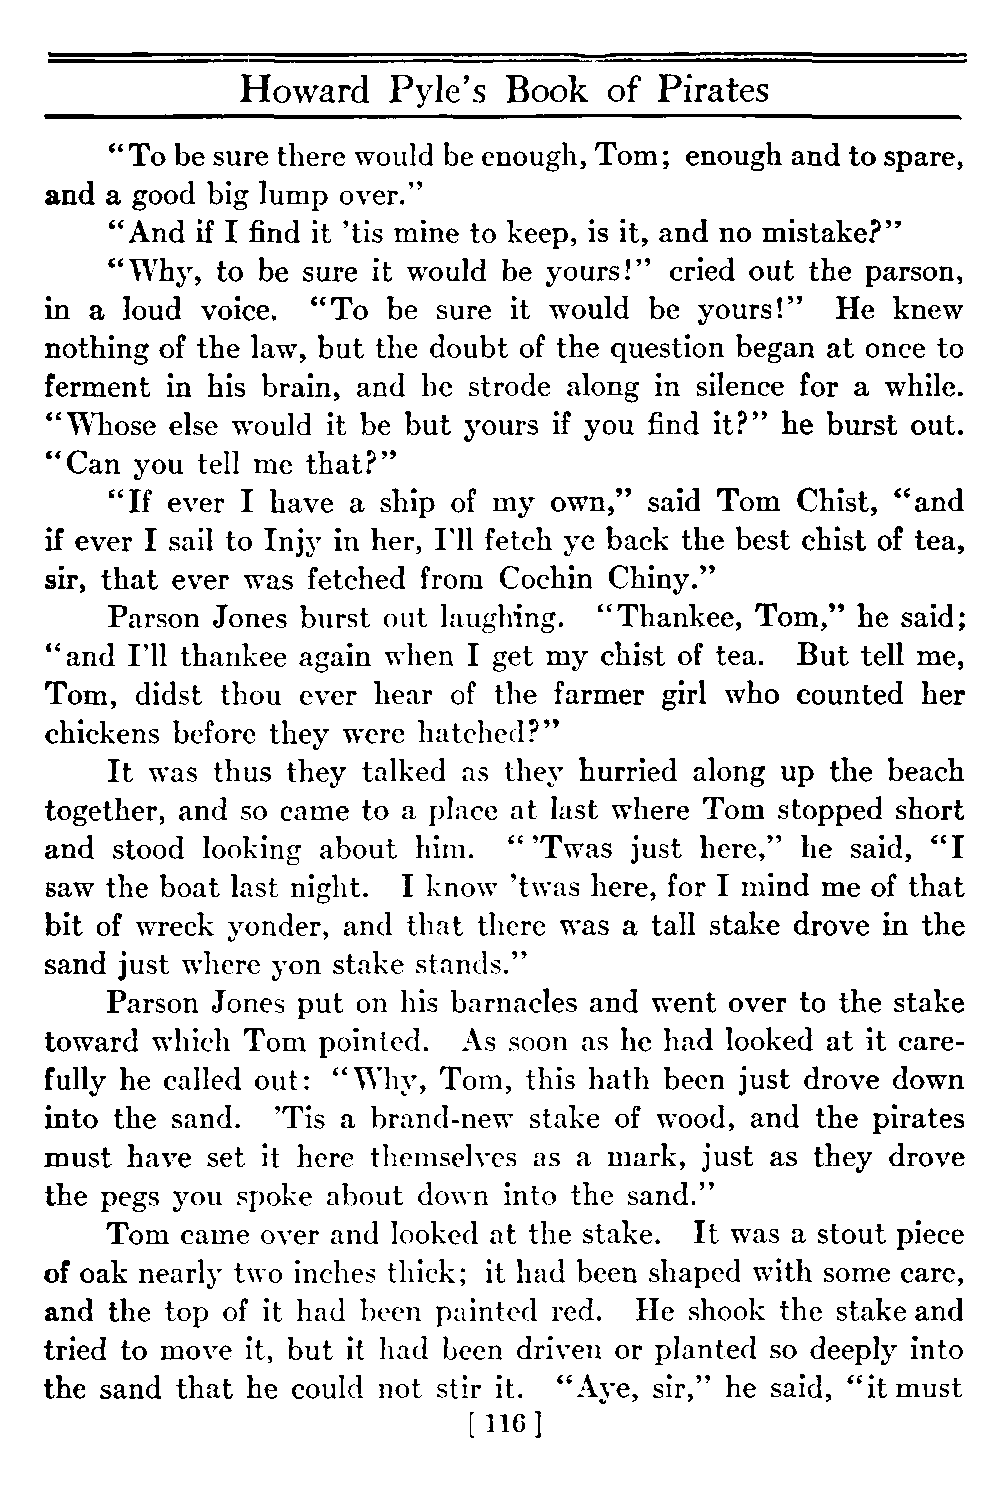 Howard Pyle's Book of Pirates
“To be sure there would be enough, Tom; enough and to spare,
and a good big lump over.”
“And if I find it ’tis mine to keep, is it, and no mistake?”
“Why, to be sure it would be yours!” cried out the parson,
in a loud voice. “To be sure it would be yours!” He knew
nothing of the law, but the doubt of the question began at once to
ferment in his brain, and he strode along in silence for a while.
“Whose else would it be but yours if you find it?” he burst out.
“Can you tell me that?”
“If ever I have a ship of my own,” said Tom Chist, “and
if ever I sail to Injy in her, I’ll fetch ye back the best chist of tea,
sir, that ever was fetched from Cochin Chiny.”
Parson Jones burst out laughing. “Thankee, Tom,” he said;
“and I’ll thankee again when I get my chist of tea. But tell me,
Tom, didst thou ever hear of the farmer girl who counted her
chickens before they were hatched?”
It was thus they talked as they hurried along up the beach
together, and so came to a place at last where Tom stopped short
and stood looking about him. “ ’Twas just here,” he said, “I
saw the boat last night. I know ’twas here, for I mind me of that
bit of wreck yonder, and that there was a tall stake drove in the
sand just where yon stake stands.”
Parson Jones put on his barnacles and went over to the stake
toward which Tom pointed. As soon as he had looked at it care-
fully he called out: “Why, Tom, this hath been just drove down
into the sand. ’Tis a brand-new stake of wood, and the pirates
must have set it here themselves as a mark, just as they drove
the pegs you spoke about down into the sand.”
Tom came over and looked at the stake. It was a stout piece
of oak nearly two inches thick; it had been shaped with some care,
and the top of it had been painted red. He shook the stake and
tried to move it, but it had been driven or planted so deeply into
the sand that he could not stir it. “Aye, sir,” he said, “it must
[ 116 ]